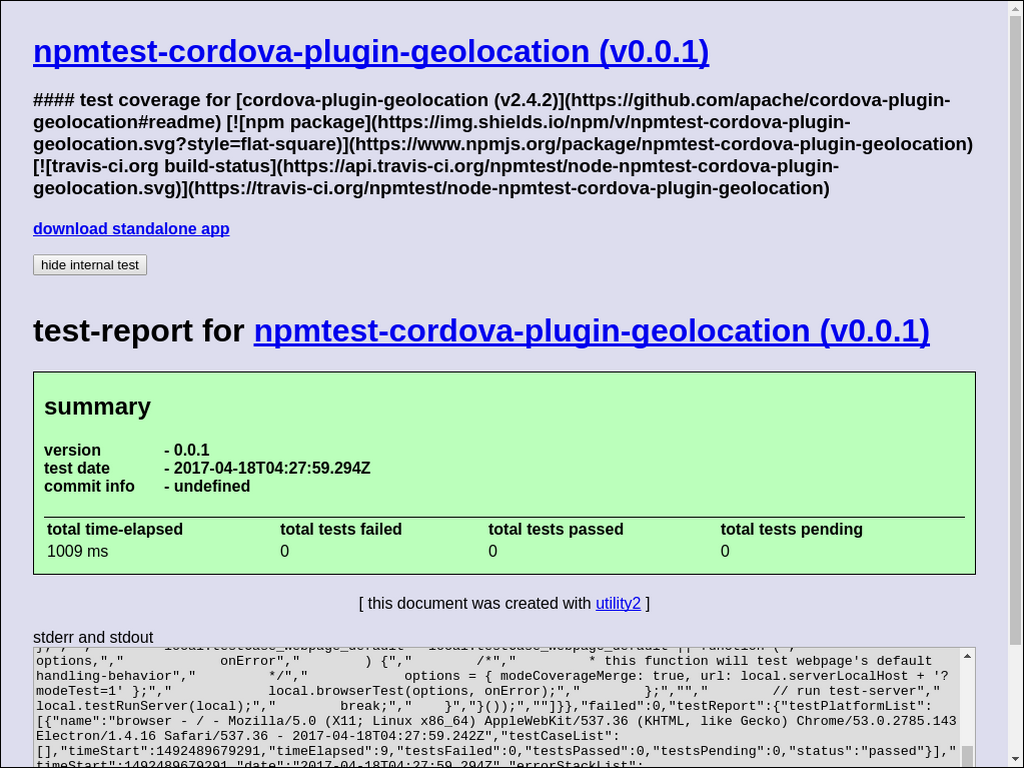 npmtest-cordova-plugin-geolocation (v0.0.1)
#### test coverage for [cordova-plugin-geolocation (v2.4.2)](https://github.com/apache/cordova-plugin-
geolocation#readme) [![npm package](https://img.shields.io/npm/v/npmtest-cordova-plugin-
geolocation.svg?style=flat-square)](https://www.npmjs.org/package/npmtest-cordova-plugin-geolocation)
[![travis-ci.org build-status](https://api.travis-ci.org/npmtest/node-npmtest-cordova-plugin-
geolocation.svg)](https://travis-ci.org/npmtest/node-npmtest-cordova-plugin-geolocation)
download standalone app
hide internal test
test-report for npmtest-cordova-plugin-geolocation (v0.0.1)
summary
version - 0.0.1
test date - 2017-04-18T04:27:59.294Z
commit info - undefined
total time-elapsed total tests failed total tests passed total tests pending
1009 ms 0 0 0
[ this document was created with utility2 ]
stderr and stdout
options,"," onError"," ) {"," /*"," * this function will test webpage's default
handling-behavior"," */"," options = { modeCoverageMerge: true, url: local.serverLocalHost + '?
modeTest=1' };"," local.browserTest(options, onError);"," };",""," // run test-server","
local.testRunServer(local);"," break;"," }","}());",""]}},"failed":0,"testReport":{"testPlatformList":
[{"name":"browser - / - Mozilla/5.0 (X11; Linux x86_64) AppleWebKit/537.36 (KHTML, like Gecko) Chrome/53.0.2785.143
Electron/1.4.16 Safari/537.36 - 2017-04-18T04:27:59.242Z","testCaseList":
[],"timeStart":1492489679291,"timeElapsed":9,"testsFailed":0,"testsPassed":0,"testsPending":0,"status":"passed"}],"
timeStart":1492489679291,"date":"2017-04-18T04:27:59.294Z","errorStackList":